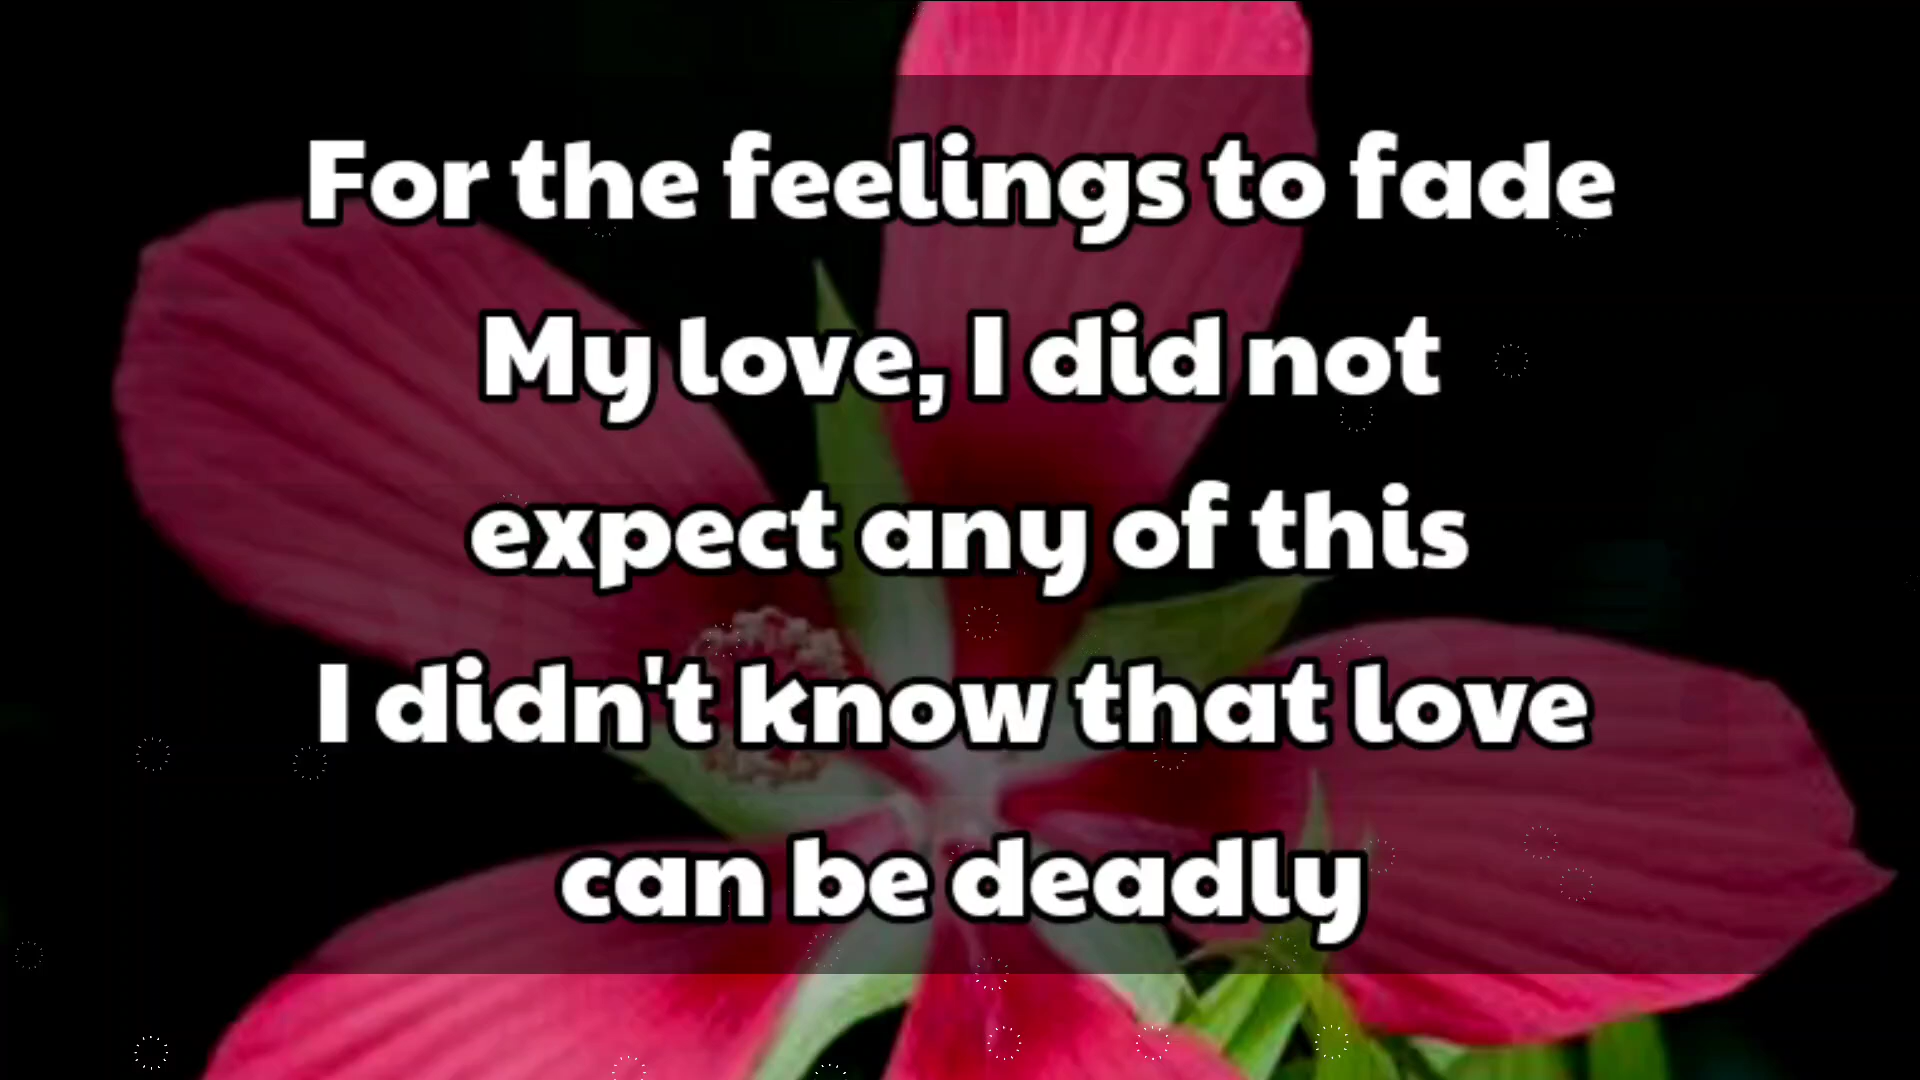 For the feelings to fade
My love, I did not
expect any of this
I didn't know that love
can be deadly